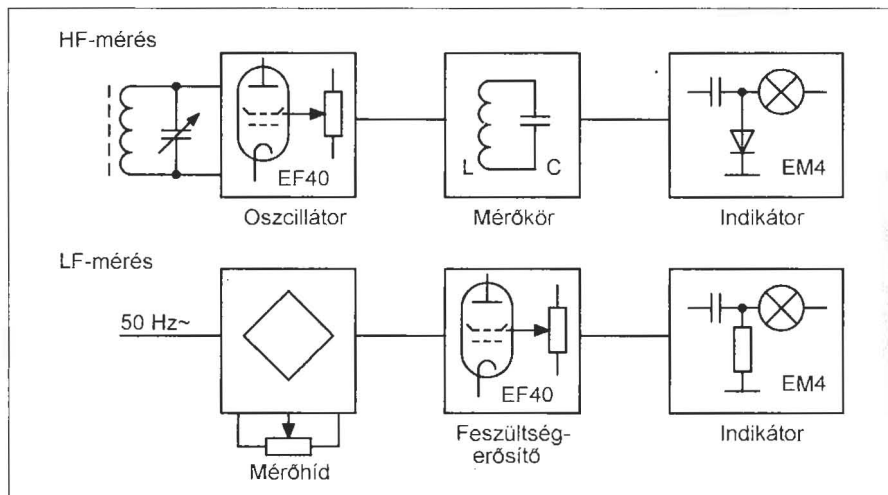 HF-mérés
EF40
L C
EM4
Oszcillátor
Mérőkör
Indikátor
LF-mérés
50 Hz~
EF40
EM4
Mérőhíd
Feszültség-
erősítő
Indikátor